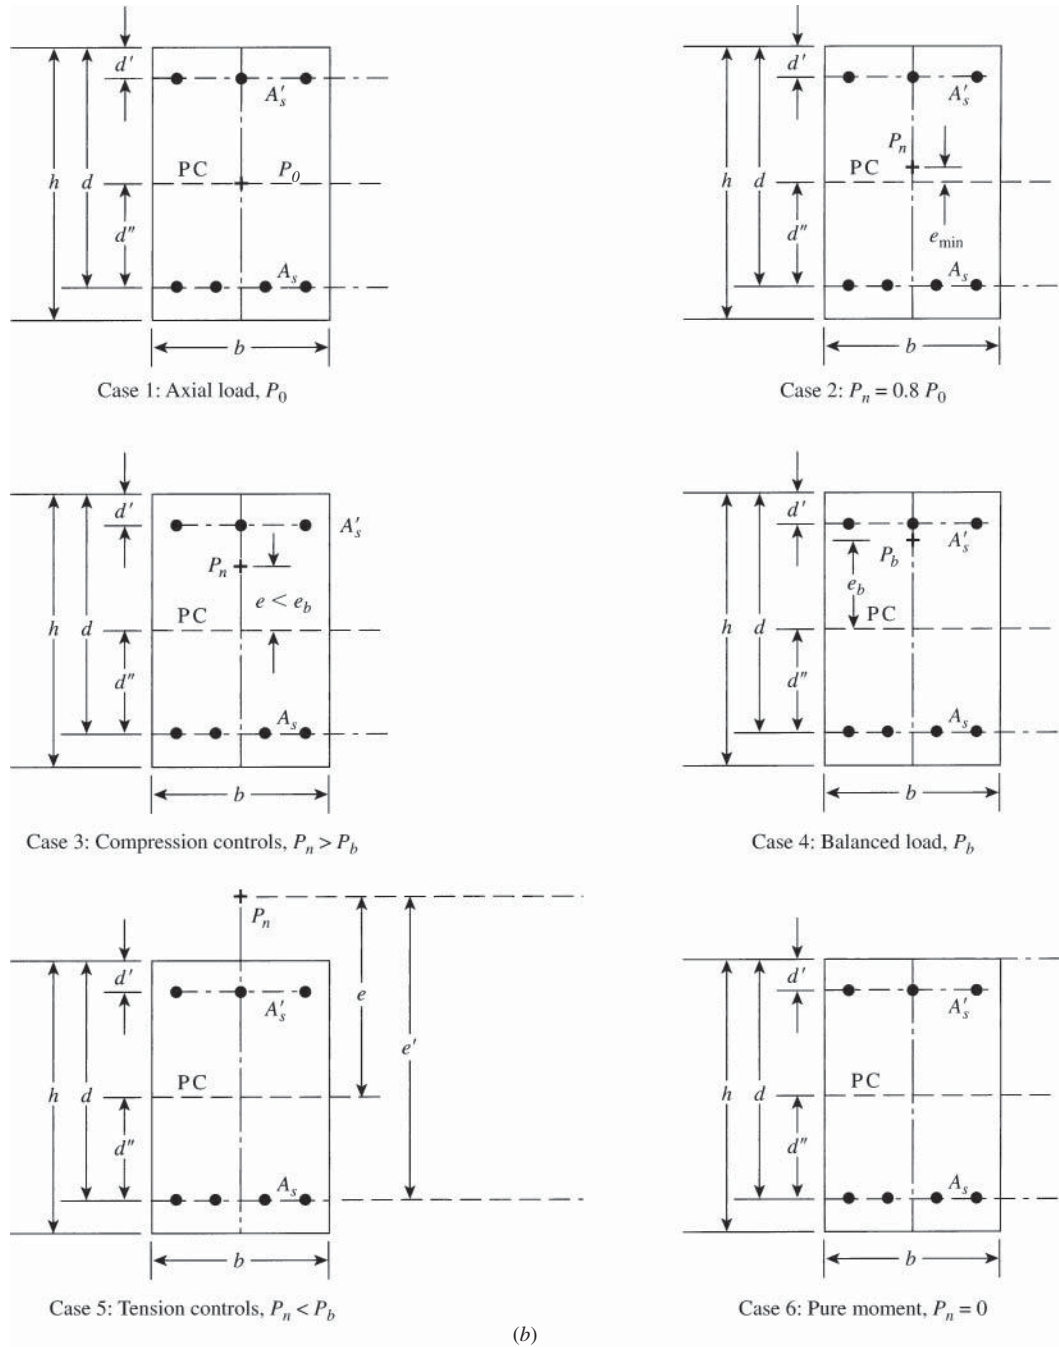 d'
A's
h
d
PC
P0
d"
As
b
Case 1: Axial load, P0
d'
A's
Pn
h
d
PC
d"
emin
As
b
Case 2: Pn = 0.8 P0
d'
A's
Pn
e < eb
PC
h
d
d"
As
b
Case 3: Compression controls, Pn > Pb
d'
A's
Pb
eb
PC
h
d
d"
As
b
Case 4: Balanced load, Pb
Pn
d'
A's
e
e'
PC
h
d
d"
As
b
Case 5: Tension controls, Pn < Pb
d'
A's
PC
h
d
d"
As
b
Case 6: Pure moment, Pn = 0
(b)